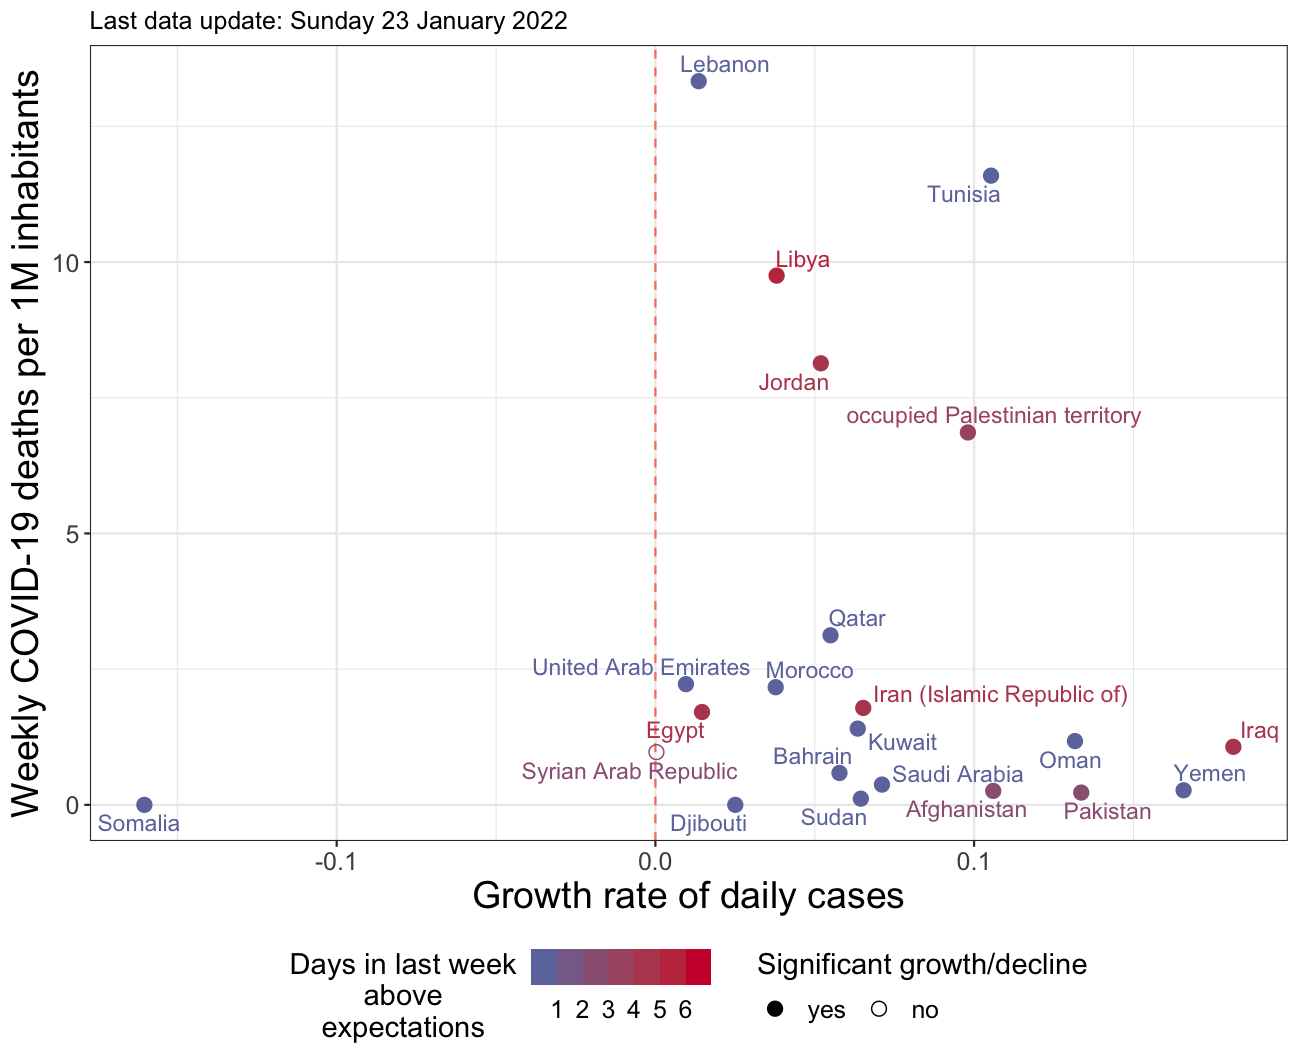 Last data update: Sunday 23 January 2022
Weekly COVID-19 deaths per 1M inhabitants
10
5
0
Lebanon
Tunisia
Libya
Jordan
occupied Palestinian territory
Qatar
United Arab Emirates
Morocco
Iran (Islamic Republic of)
Egypt
Iraq
Kuwait
Bahrain
Oman
Syrian Arab Republic
Saudi Arabia
Yemen
Afghanistan
Pakistan
Somalia
Djibouti
Sudan
-0.1
0.0
0.1
Growth rate of daily cases
Days in last week
above
expectations
1 2 3 4 5 6
Significant growth/decline
yes
no